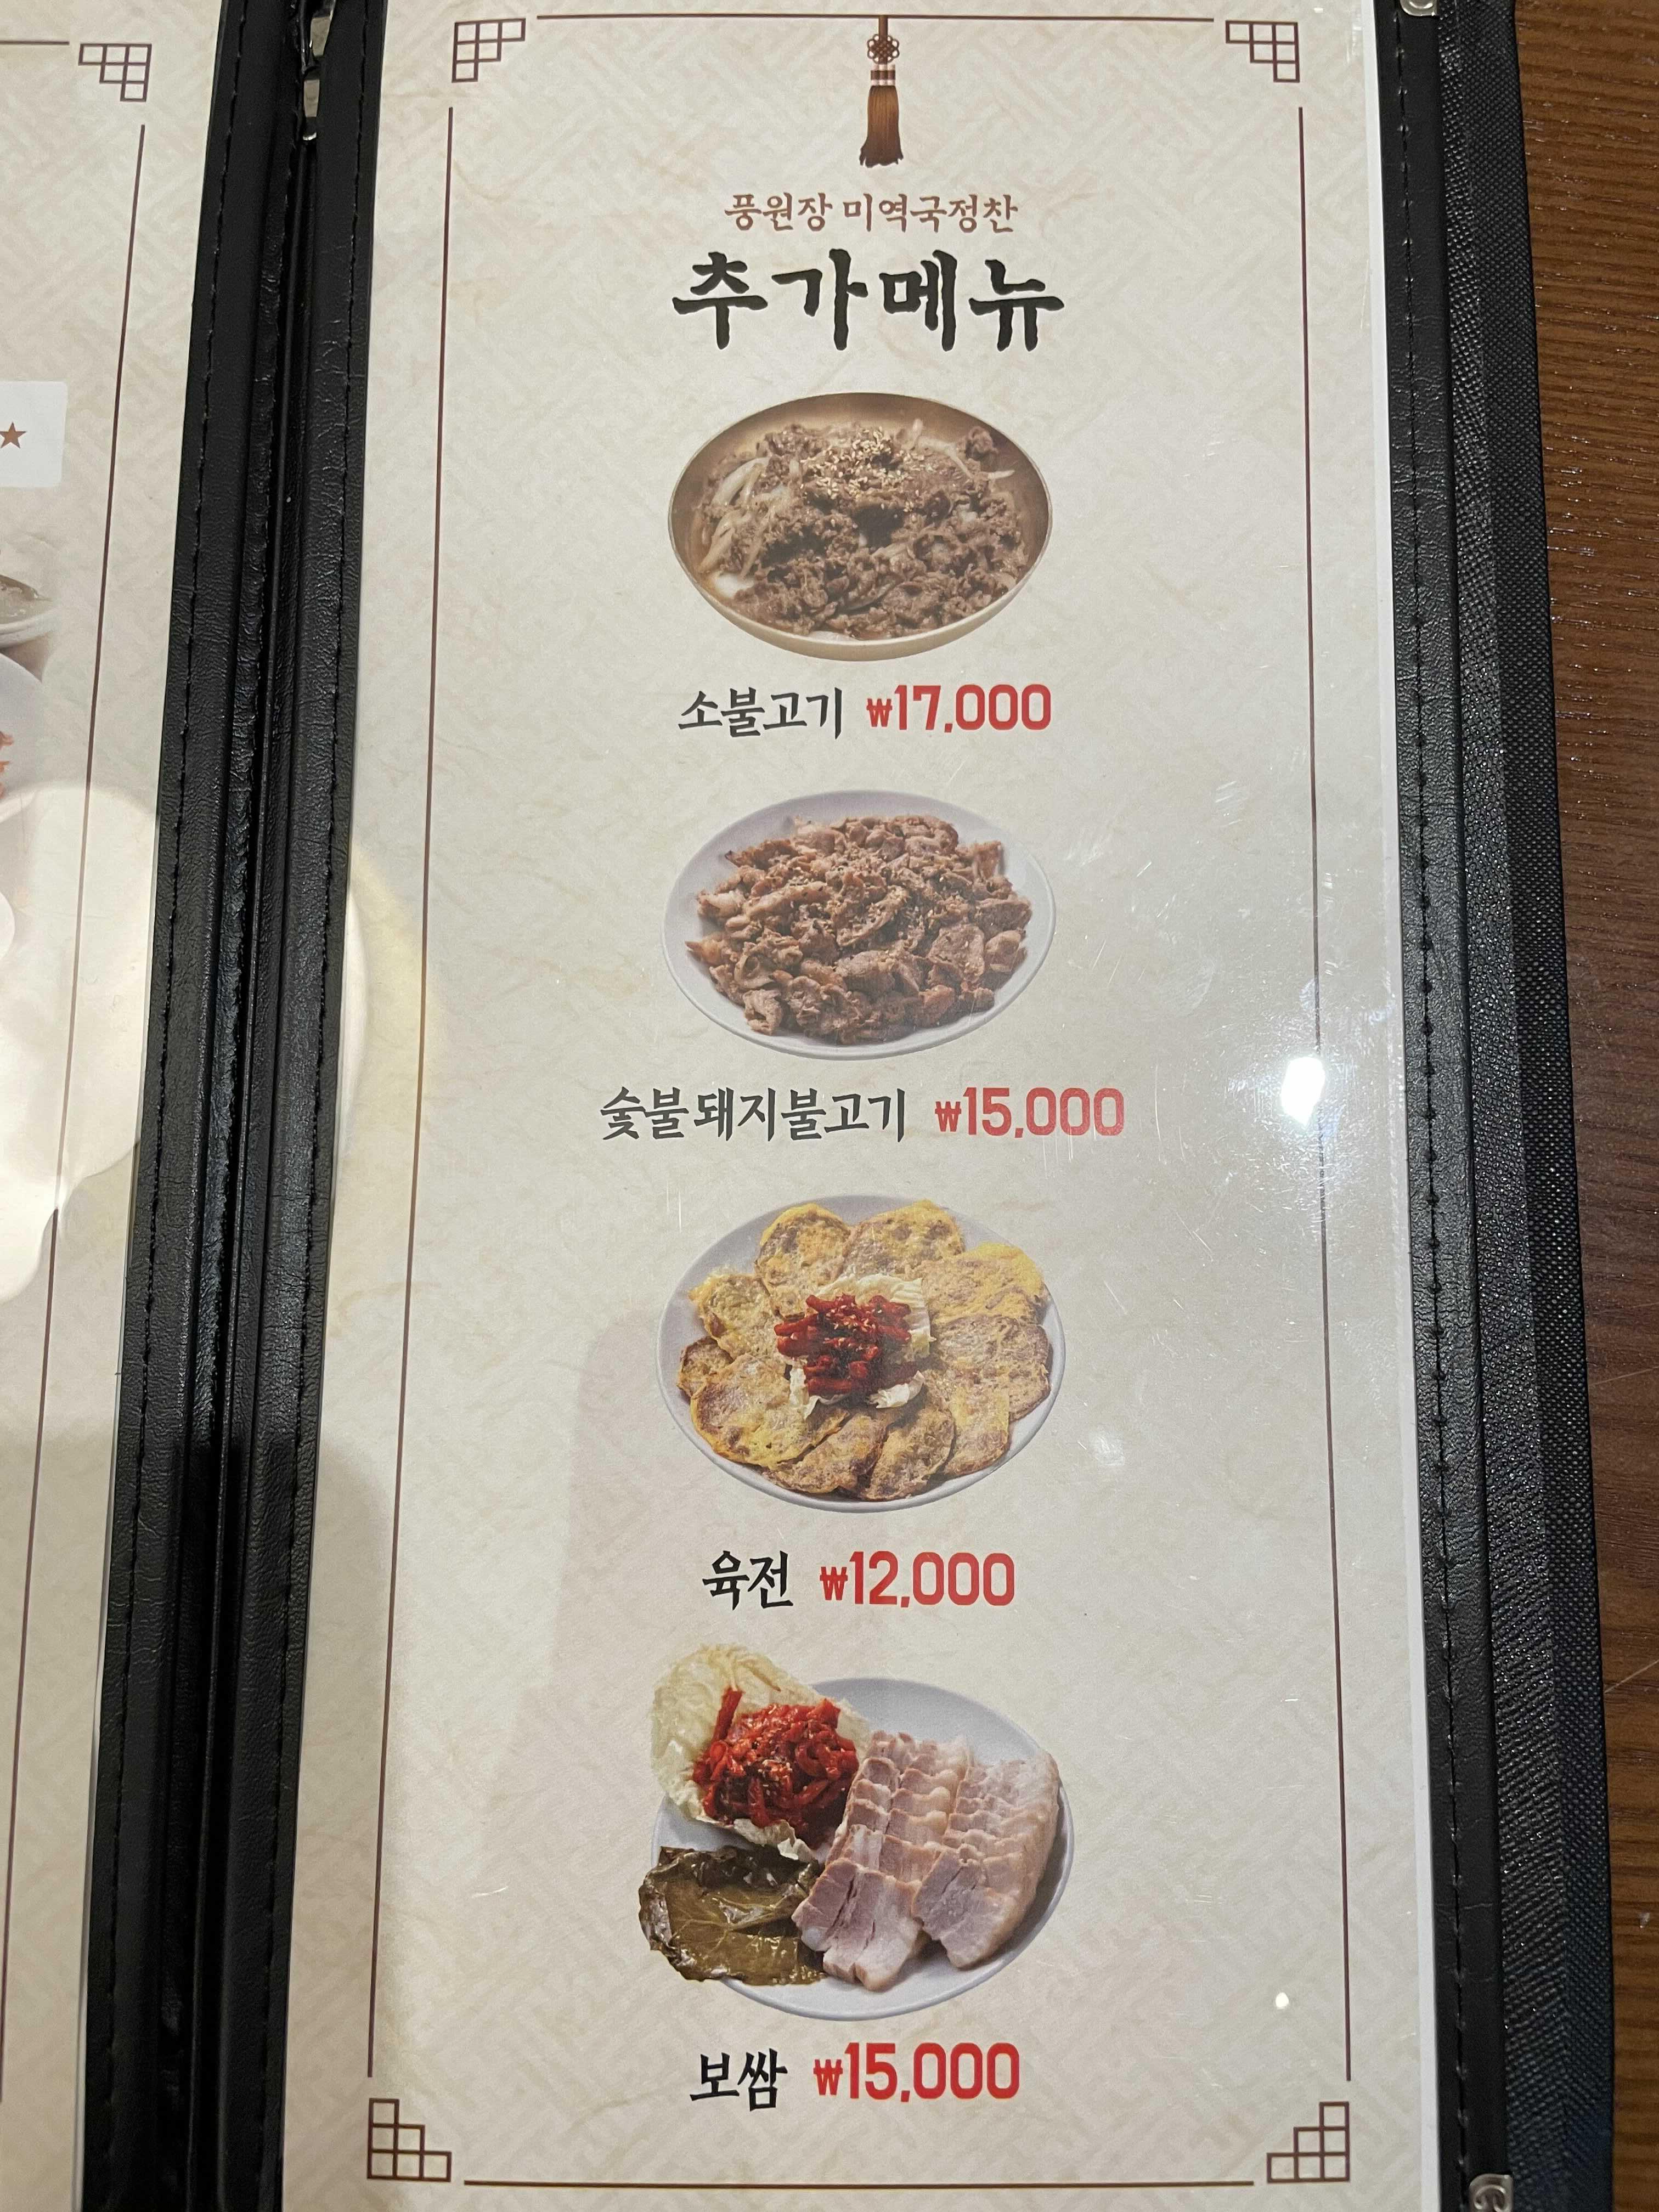 풍원장 미역국정찬
추가메뉴
소불고기 ₩17,000
숯불돼지불고기 ₩15,000
육전 ₩12,000
보쌈 ₩15,000